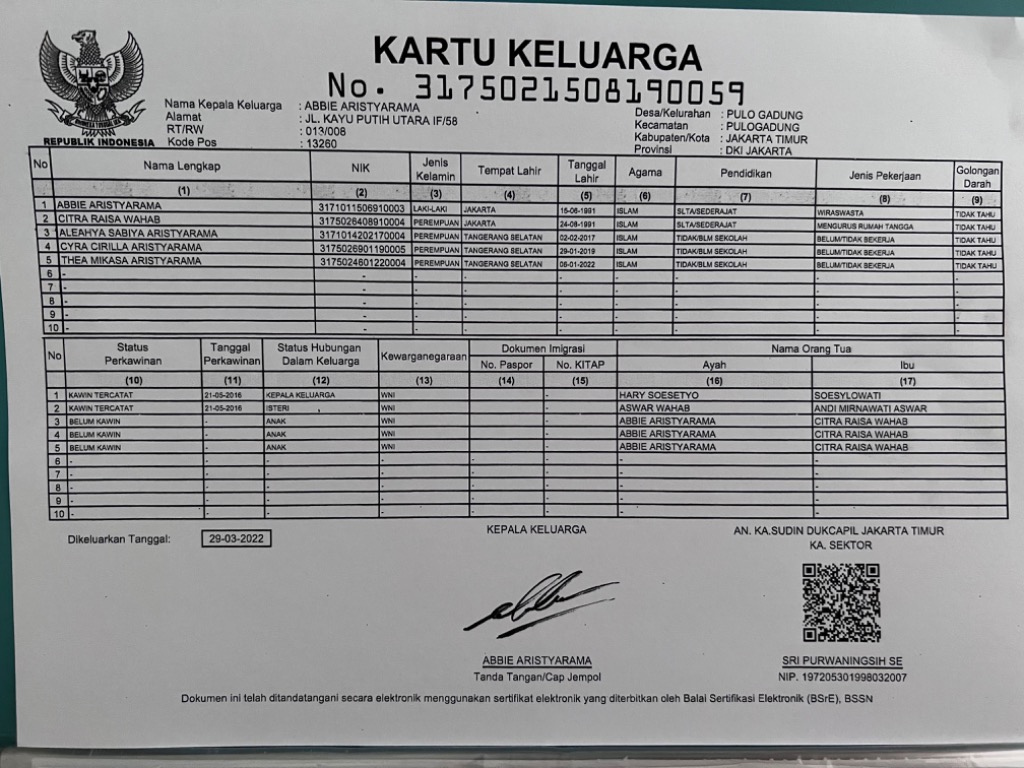 KARTU KELUARGA
No. 3175021508190059
REPUBLIK INDONESIA
Nama Kepala Keluarga : ABBIE ARISTYARAMA
Alamat : JL. KAYU PUTIH UTARA IF/58
RT/RW : 013/008
Kode Pos : 13260
Desa/Kelurahan : PULO GADUNG
Kecamatan : PULOGADUNG
Kabupaten/Kota : JAKARTA TIMUR
Provinsi : DKI JAKARTA
No Nama Lengkap NIK Jenis Kelamin Tempat Lahir Tanggal Lahir Agama Pendidikan Jenis Pekerjaan Golongan Darah
(1) (2) (3) (4) (5) (6) (7) (8) (9)
1 ABBIE ARISTYARAMA 3171011506910003 LAKI-LAKI JAKARTA 15-06-1991 ISLAM SLTA/SEDERAJAT WIRASWASTA TIDAK TAHU
2 CITRA RAISA WAHAB 3175026408910004 PEREMPUAN JAKARTA 24-08-1991 ISLAM SLTA/SEDERAJAT MENGURUS RUMAH TANGGA TIDAK TAHU
3 ALEAHYA SABIYA ARISTYARAMA 3171014202170004 PEREMPUAN TANGERANG SELATAN 02-02-2017 ISLAM TIDAK/BLM SEKOLAH BELUM/TIDAK BEKERJA TIDAK TAHU
4 CYRA CIRILLA ARISTYARAMA 3175026901190005 PEREMPUAN TANGERANG SELATAN 29-01-2019 ISLAM TIDAK/BLM SEKOLAH BELUM/TIDAK BEKERJA TIDAK TAHU
5 THEA MIKASA ARISTYARAMA 3175024601220004 PEREMPUAN TANGERANG SELATAN 06-01-2022 ISLAM TIDAK/BLM SEKOLAH BELUM/TIDAK BEKERJA TIDAK TAHU
6 - - - - - - - - -
7 - - - - - - - - -
8 - - - - - - - - -
9 - - - - - - - - -
10 - - - - - - - - -
No Status Perkawinan Tanggal Perkawinan Status Hubungan Dalam Keluarga Kewarganegaraan Dokumen Imigrasi Nama Orang Tua
No. Paspor No. KITAP Ayah Ibu
(10) (11) (12) (13) (14) (15) (16) (17)
1 KAWIN TERCATAT 21-05-2016 KEPALA KELUARGA WNI - HARY SOESETYO SOESYLOWATI
2 KAWIN TERCATAT 21-05-2016 ISTERI WNI - ASWAR WAHAB ANDI MIRNAWATI ASWAR
3 BELUM KAWIN - ANAK WNI - ABBIE ARISTYARAMA CITRA RAISA WAHAB
4 BELUM KAWIN - ANAK WNI - ABBIE ARISTYARAMA CITRA RAISA WAHAB
5 BELUM KAWIN - ANAK WNI - ABBIE ARISTYARAMA CITRA RAISA WAHAB
6 - - - - - - -
7 - - - - - - -
8 - - - - - - -
9 - - - - - - -
10 - - - - - - -
Dikeluarkan Tanggal: 29-03-2022
KEPALA KELUARGA
AN. KA.SUDIN DUKCAPIL JAKARTA TIMUR
KA. SEKTOR
ABBIE ARISTYARAMA
Tanda Tangan/Cap Jempol
SRI PURWANINGSIH SE
NIP. 197205301998032007
Dokumen ini telah ditandatangani secara elektronik menggunakan sertifikat elektronik yang diterbitkan oleh Balai Sertifikasi Elektronik (BSrE), BSSN